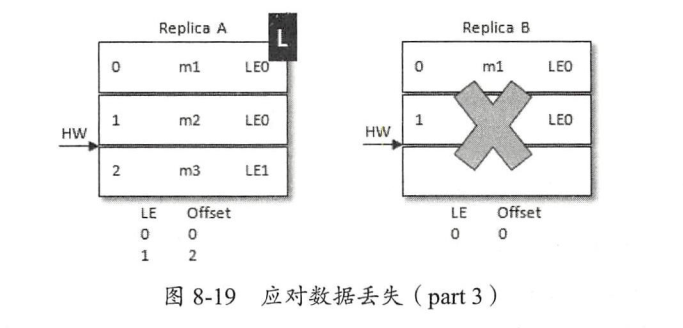 Replica A
L
0 m1 LE0
1 m2 LE0
HW
2 m3 LE1
LE Offset
0 0
1 2
Replica B
0 m1 LE0
1 LE0
HW
LE Offset
0 0
图 8-19 应对数据丢失（part 3）